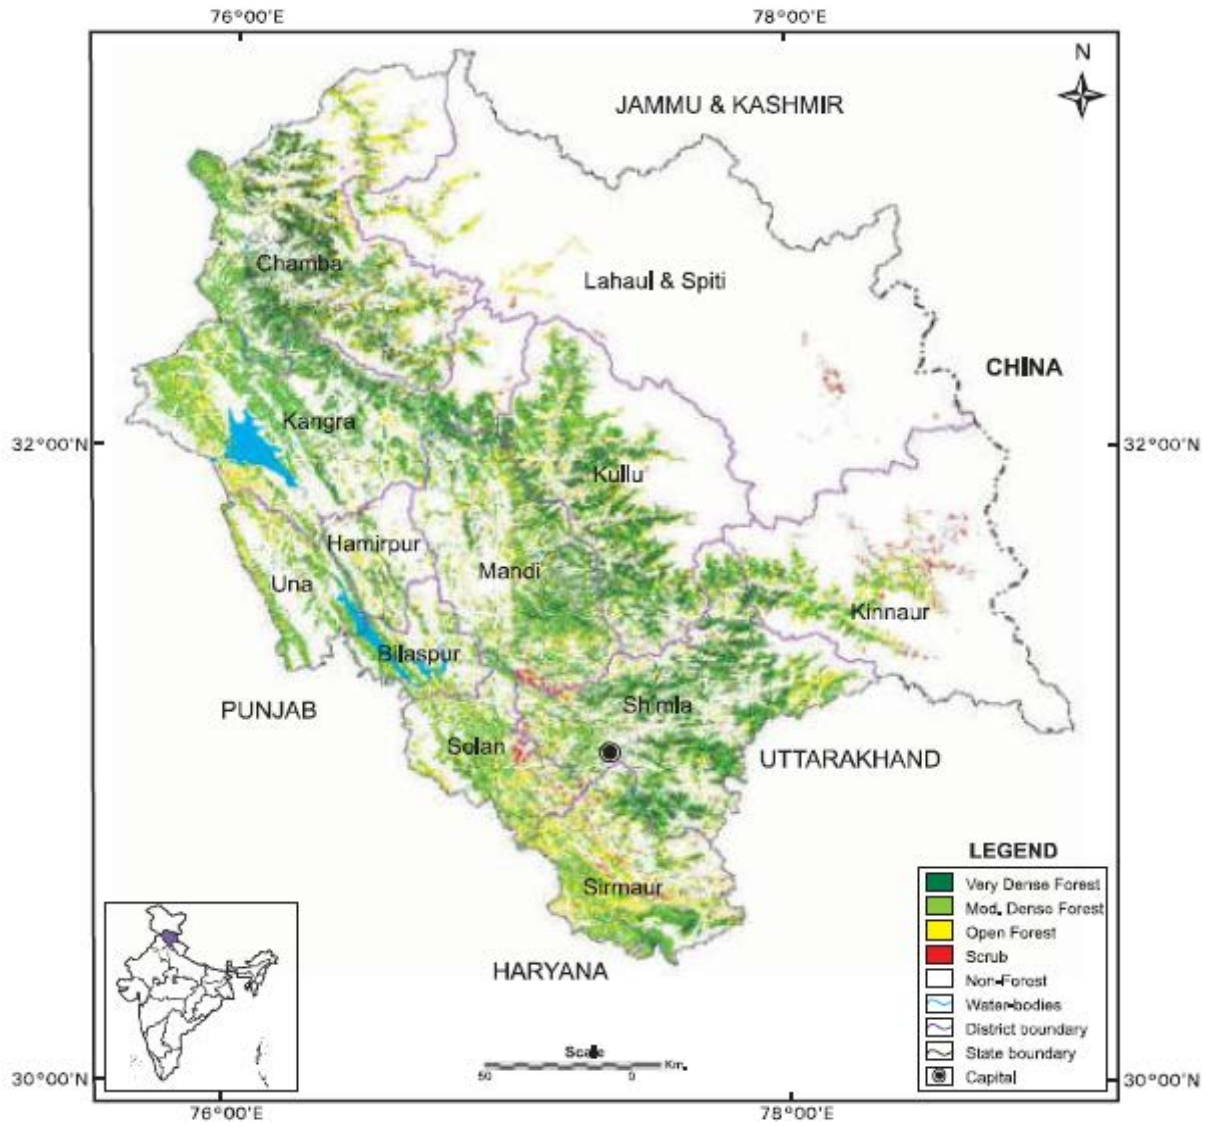 76°00'E 78°00'E
N
JAMMU & KASHMIR
Chamba
Lahaul & Spiti
CHINA
Kangra
32°00'N 32°00'N
Kullu
Hamirpur
Mandi
Una
Kinnaur
Bilaspur
Shimla
PUNJAB
Solan
UTTARAKHAND
LEGEND
Very Dense Forest
Mod. Dense Forest
Open Forest
Scrub
Non-Forest
Water-bodies
District boundary
State boundary
Capital
Sirmaur
HARYANA
Scale
50 0 Km.
30°00'N 30°00'N
76°00'E 78°00'E